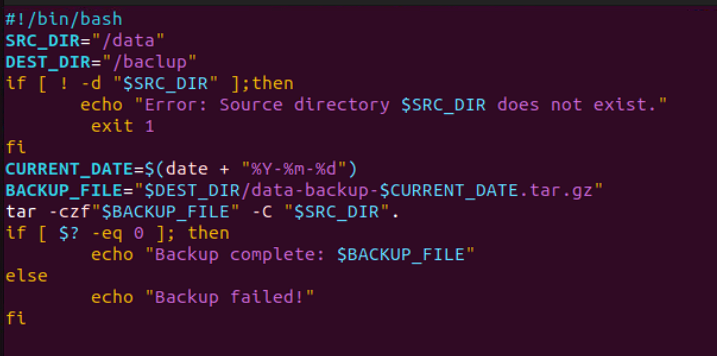 #!/bin/bash
SRC_DIR="/data"
DEST_DIR="/baclup"
if [ ! -d "$SRC_DIR" ];then
        echo "Error: Source directory $SRC_DIR does not exist."
         exit 1
fi
CURRENT_DATE=$(date + "%Y-%m-%d")
BACKUP_FILE="$DEST_DIR/data-backup-$CURRENT_DATE.tar.gz"
tar -czf"$BACKUP_FILE" -C "$SRC_DIR".
if [ $? -eq 0 ]; then
         echo "Backup complete: $BACKUP_FILE"
else
         echo "Backup failed!"
fi